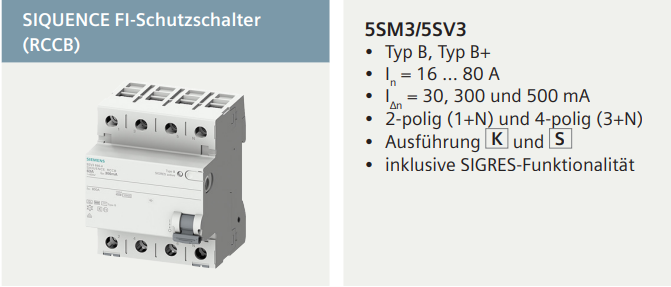 SIQUENCE FI-Schutzschalter
(RCCB)
SIEMENS
5SM3/5SV3
• Typ B, Typ B+
• In = 16 ... 80 A
• IΔn = 30, 300 und 500 mA
• 2-polig (1+N) und 4-polig (3+N)
• Ausführung K und S
• inklusive SIGRES-Funktionalität